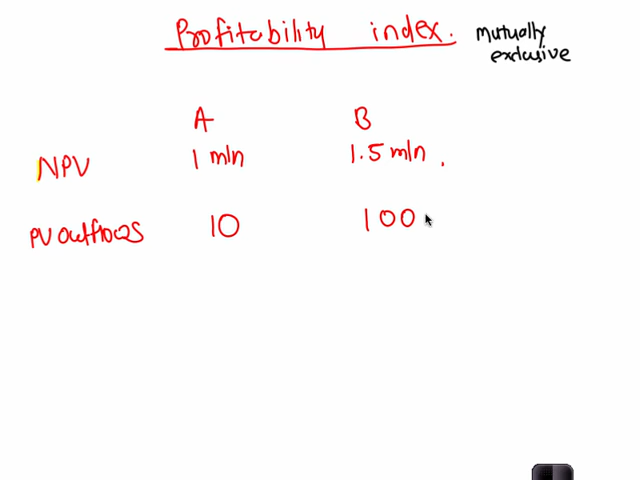 Profitability index.
mutually
exclusive
A B
NPV 1 mln 1.5 mln.
PV outflows 10 100